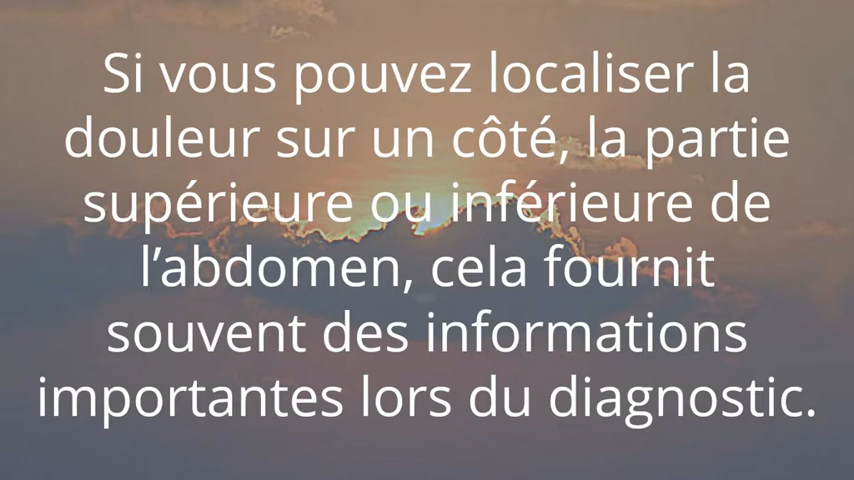 Si vous pouvez localiser la
douleur sur un côté, la partie
supérieure ou inférieure de
l’abdomen, cela fournit
souvent des informations
importantes lors du diagnostic.